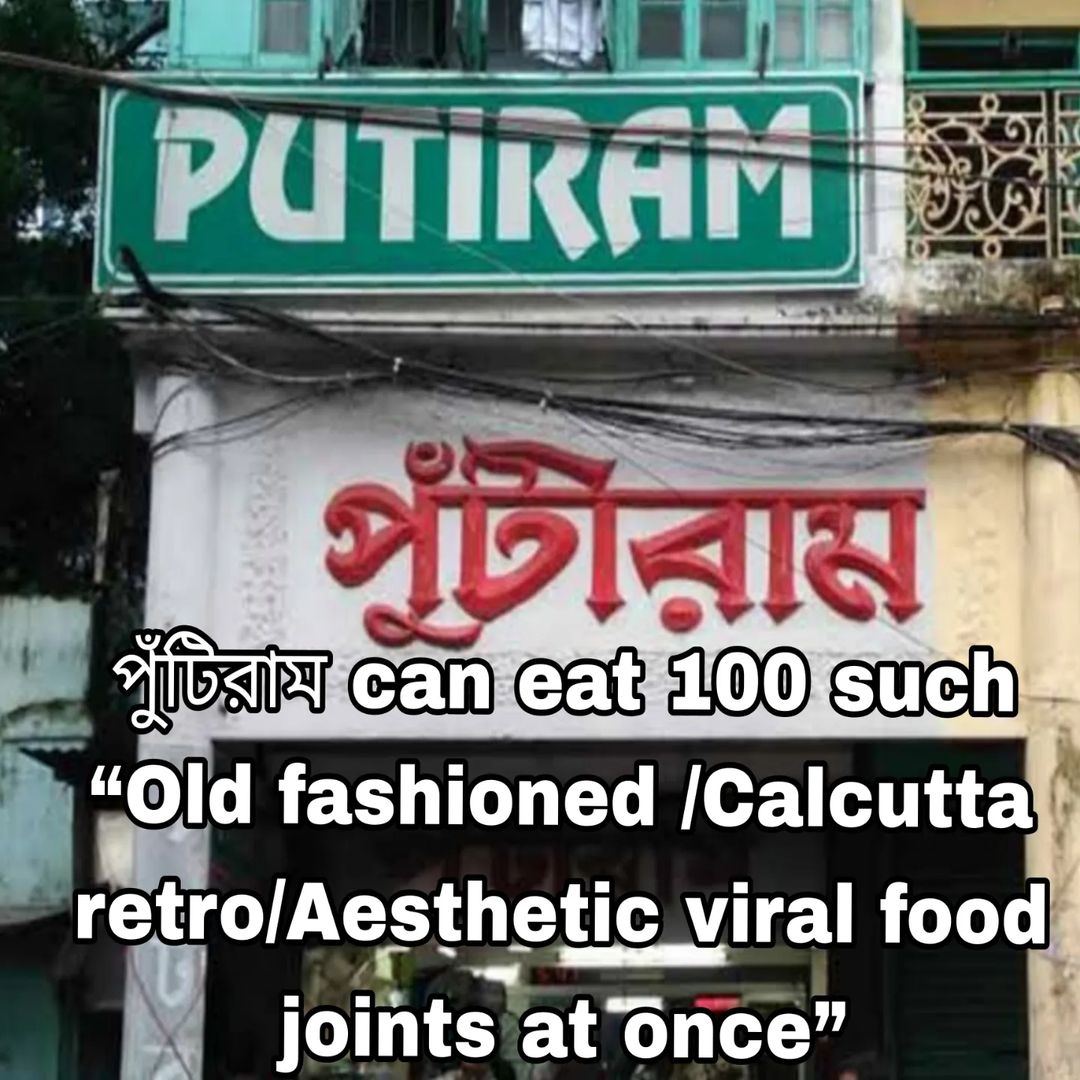 PUTIRAM
পুঁটীরাম
পুঁটিরাম can eat 100 such
“Old fashioned /Calcutta
retro/Aesthetic viral food
joints at once”